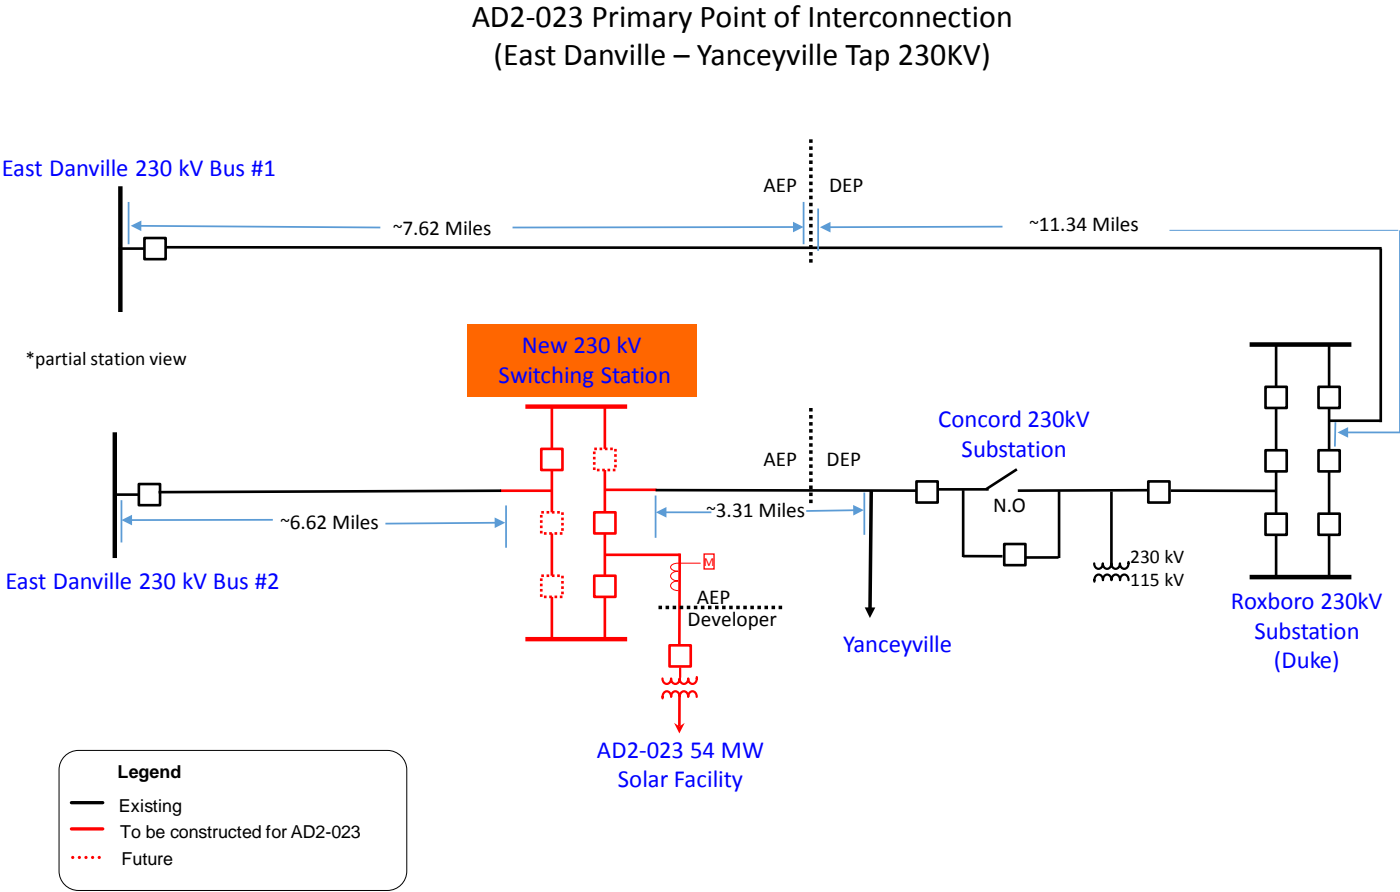 AD2-023 Primary Point of Interconnection
(East Danville – Yanceyville Tap 230KV)
East Danville 230 kV Bus #1
AEP
DEP
~7.62 Miles
~11.34 Miles
*partial station view
New 230 kV
Switching Station
Concord 230kV
Substation
AEP
DEP
N.O
~6.62 Miles
~3.31 Miles
M
230 kV
115 kV
East Danville 230 kV Bus #2
AEP
Developer
Yanceyville
Roxboro 230kV
Substation
(Duke)
AD2-023 54 MW
Solar Facility
Legend
Existing
To be constructed for AD2-023
Future